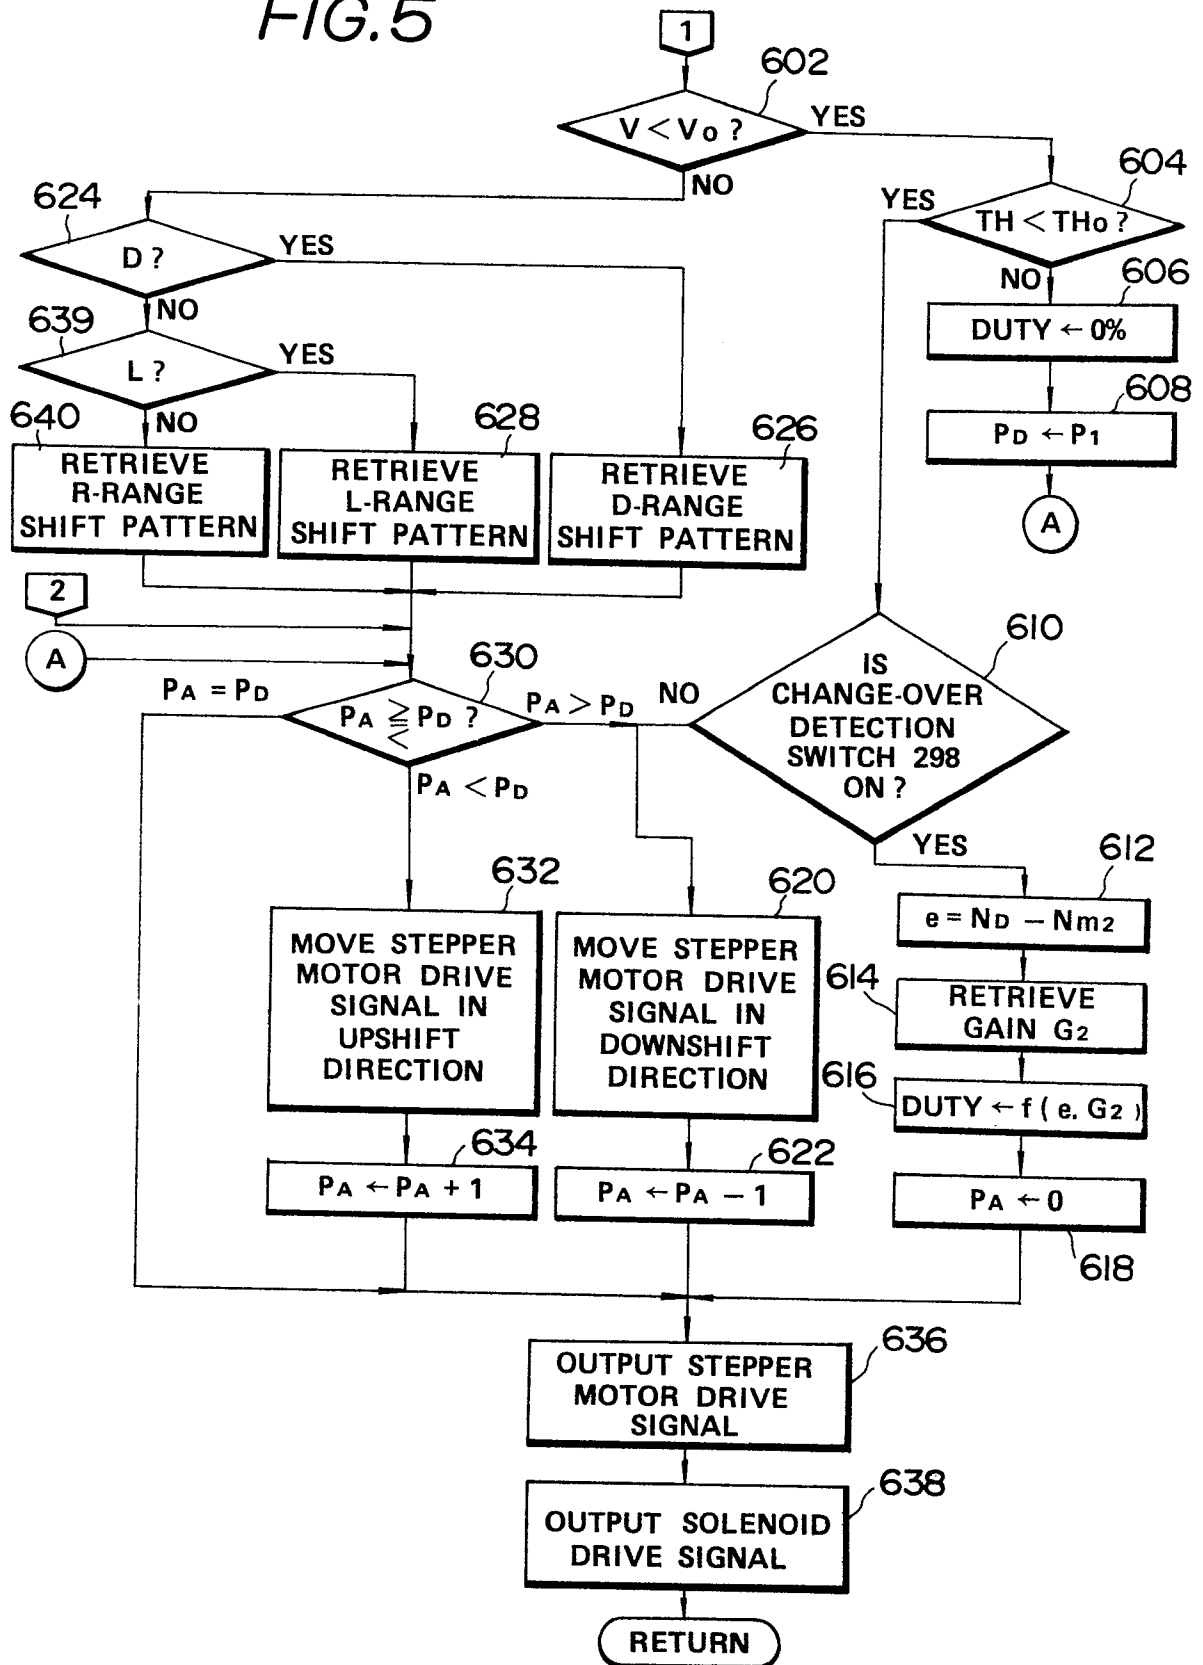 FIG.5
1
602
V < Vo ?
YES
NO
604
YES
TH < THo ?
NO
624
D ?
YES
NO
606
DUTY ← 0%
639
L ?
YES
NO
608
PD ← P1
A
640
RETRIEVE
R-RANGE
SHIFT PATTERN
628
RETRIEVE
L-RANGE
SHIFT PATTERN
626
RETRIEVE
D-RANGE
SHIFT PATTERN
2
A
630
PA = PD
PA ≧< PD ?
PA > PD
PA < PD
610
NO
IS
CHANGE-OVER
DETECTION
SWITCH 298
ON ?
YES
632
MOVE STEPPER
MOTOR DRIVE
SIGNAL IN
UPSHIFT
DIRECTION
620
MOVE STEPPER
MOTOR DRIVE
SIGNAL IN
DOWNSHIFT
DIRECTION
612
e = ND − Nm2
614
RETRIEVE
GAIN G2
616
DUTY ← f ( e. G2 )
634
PA ← PA + 1
622
PA ← PA − 1
PA ← 0
618
636
OUTPUT STEPPER
MOTOR DRIVE
SIGNAL
638
OUTPUT SOLENOID
DRIVE SIGNAL
RETURN